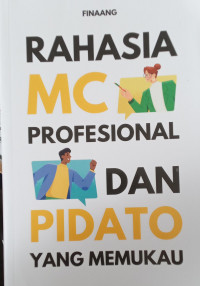 FINAANG
RAHASIA
MC
PROFESIONAL
DAN
PIDATO
YANG MEMUKAU